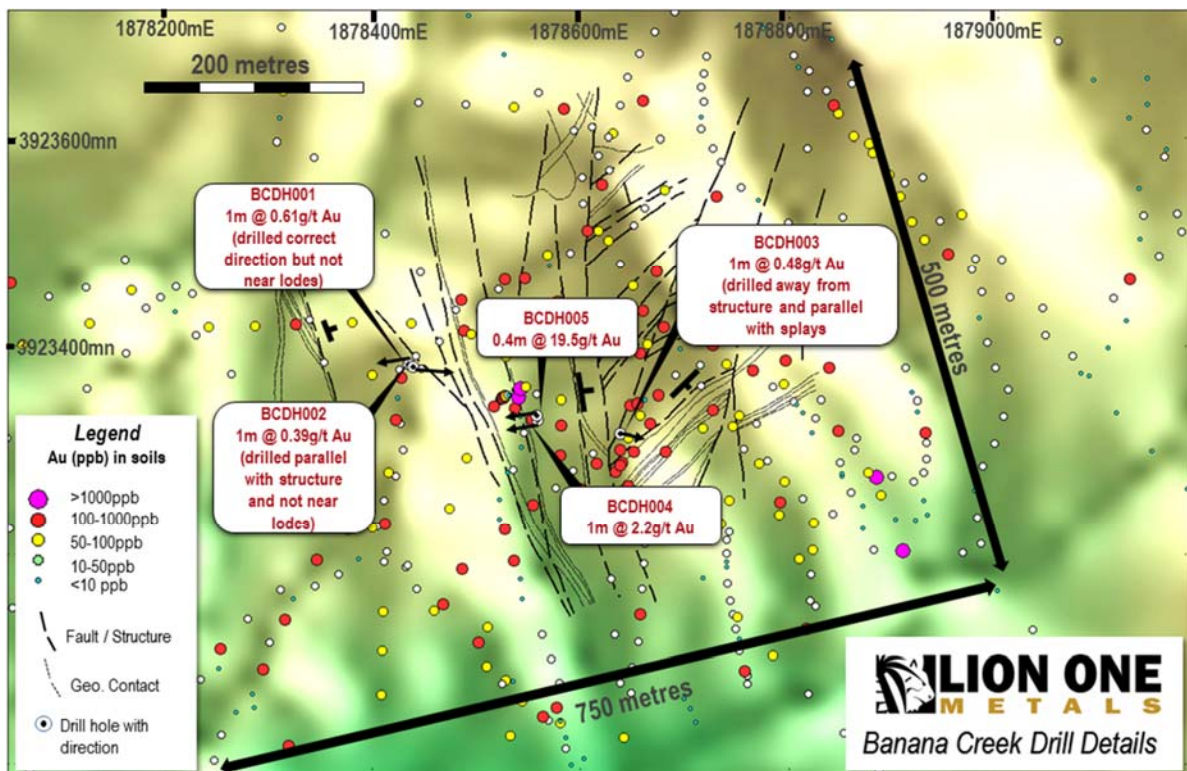 1878200mE
1878400mE
1878600mE
1878800mE
1879000mE
200 metres
3923600mn
BCDH001
1m @ 0.61g/t Au
(drilled correct
direction but not
near lodes)
BCDH003
1m @ 0.48g/t Au
(drilled away from
structure and parallel
with splays
500 metres
BCDH005
0.4m @ 19.5g/t Au
3923400mn
BCDH002
1m @ 0.39g/t Au
(drilled parallel
with structure
and not near
lodes)
BCDH004
1m @ 2.2g/t Au
Legend
Au (ppb) in soils
>1000ppb
100-1000ppb
50-100ppb
10-50ppb
<10 ppb
Fault / Structure
Geo. Contact
Drill hole with
direction
750 metres
LION ONE
METALS
Banana Creek Drill Details